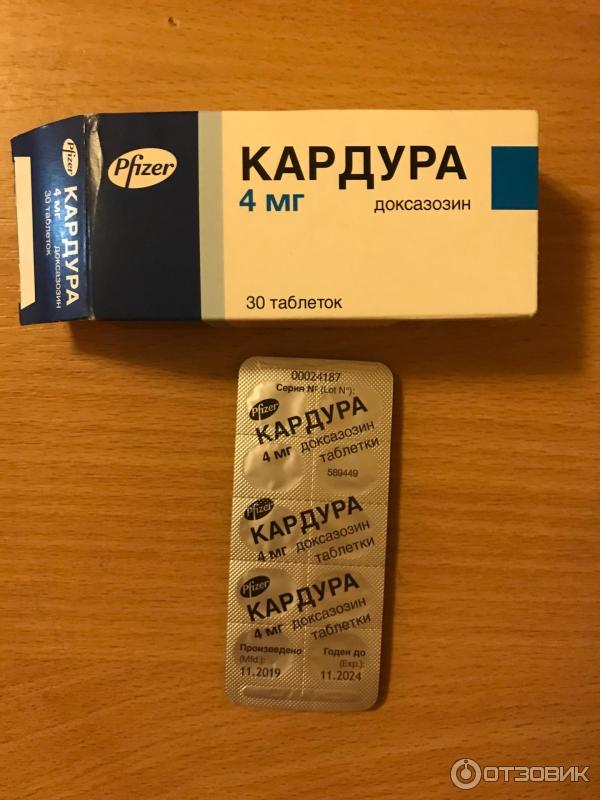 Pfizer
КАРДУРА
4 мг доксазозин
30 таблеток
Pfizer
КАРДУРА
4 мг
доксазозин
30 таблеток
00024187
Серия № (Lot N°):
Pfizer
КАРДУРА
4 мг доксазозин
таблетки
589449
Pfizer
КАРДУРА
4 мг доксазозин
таблетки
Pfizer
КАРДУРА
4 мг доксазозин
таблетки
Произведено
(Mfd.):
11.2019
Годен до
(Exp.):
11.2024
ОТЗОВИК